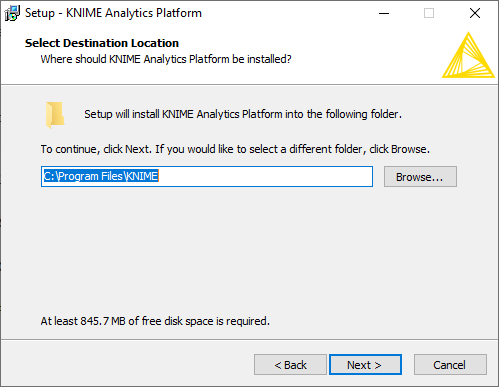 Setup - KNIME Analytics Platform
Select Destination Location
Where should KNIME Analytics Platform be installed?
Setup will install KNIME Analytics Platform into the following folder.
To continue, click Next. If you would like to select a different folder, click Browse.
C:\Program Files\KNIME
Browse...
At least 845.7 MB of free disk space is required.
< Back
Next >
Cancel